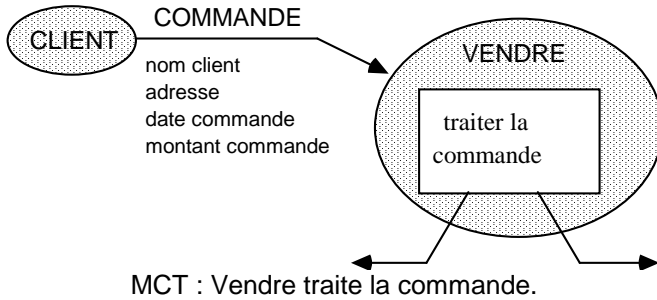 COMMANDE
CLIENT
nom client
adresse
date commande
montant commande
VENDRE
traiter la
commande
MCT : Vendre traite la commande.